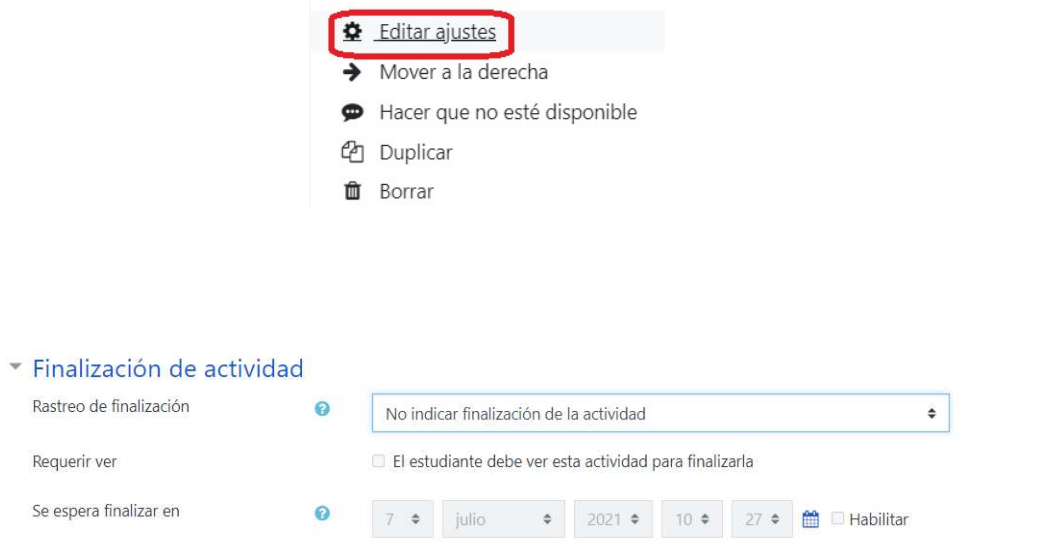 Editar ajustes
Mover a la derecha
Hacer que no esté disponible
Duplicar
Borrar
Finalización de actividad
Rastreo de finalización ? No indicar finalización de la actividad
Requerir ver El estudiante debe ver esta actividad para finalizarla
Se espera finalizar en ? 7 julio 2021 10 27 Habilitar